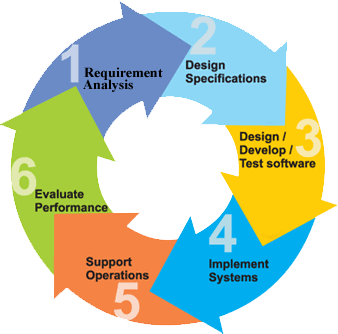 1
Requirement
Analysis
2
Design
Specifications
3
Design /
Develop /
Test software
4
Implement
Systems
5
Support
Operations
6
Evaluate
Performance